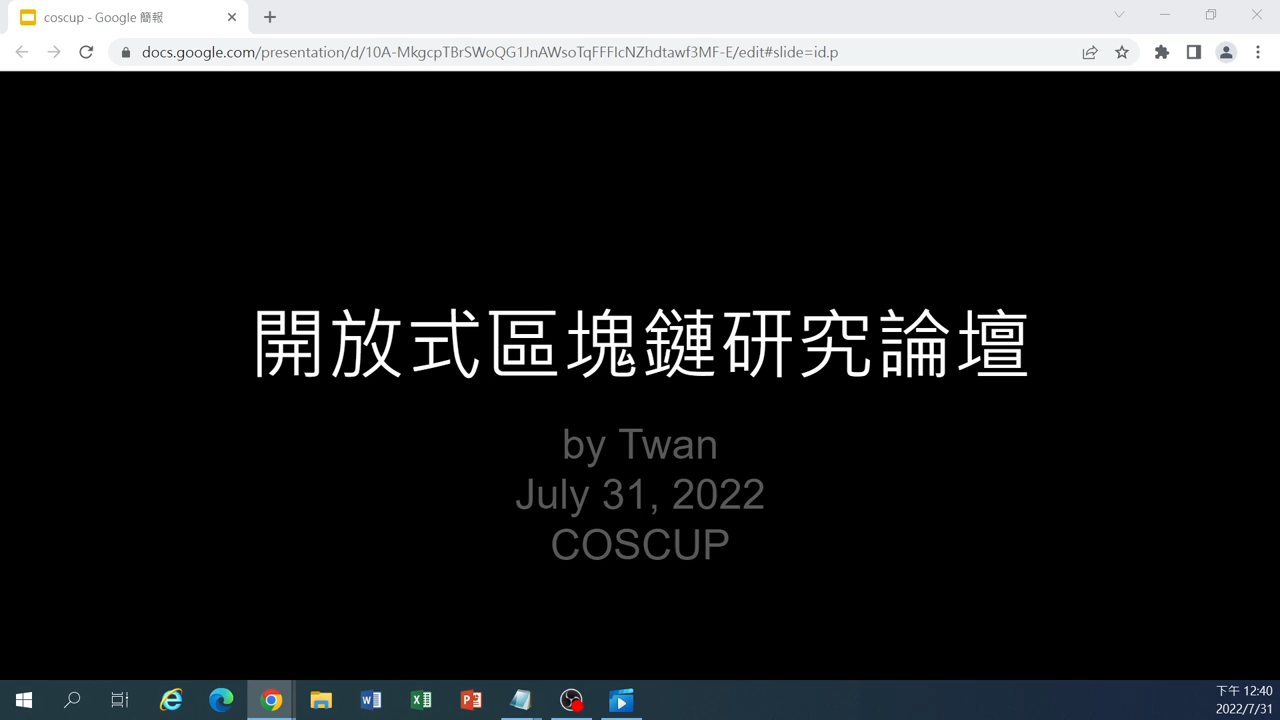 coscup - Google 簡報
docs.google.com/presentation/d/10A-MkgcpTBrSWoQG1JnAWsoTqFFFIcNZhdtawf3MF-E/edit#slide=id.p
開放式區塊鏈研究論壇
by Twan
July 31, 2022
COSCUP
下午 12:40
2022/7/31